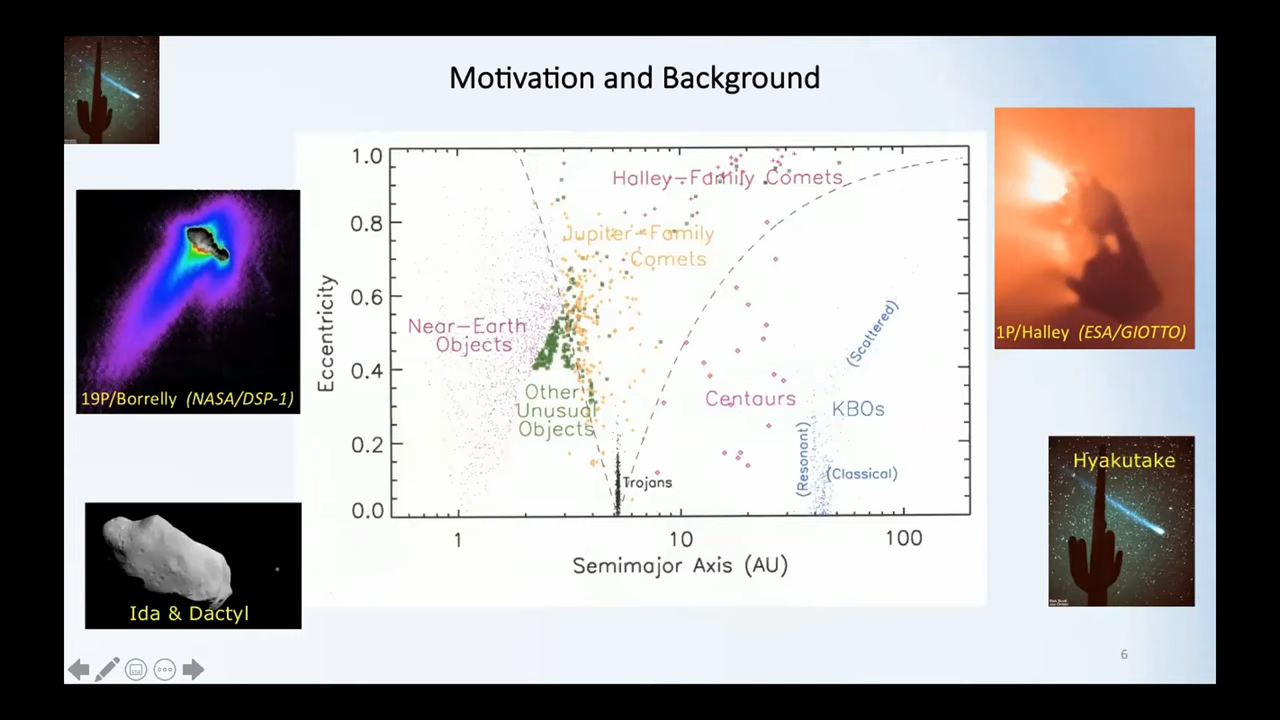 Motivation and Background
19P/Borrelly (NASA/DSP-1)
Ida & Dactyl
Eccentricity
1.0
0.8
0.6
0.4
0.2
0.0
Halley-Family Comets
Jupiter-Family
Comets
Near-Earth
Objects
Other
Unusual
Objects
Trojans
Centaurs
(Scattered)
KBOs
(Resonant)
(Classical)
1
10
100
Semimajor Axis (AU)
1P/Halley (ESA/GIOTTO)
Hyakutake
6